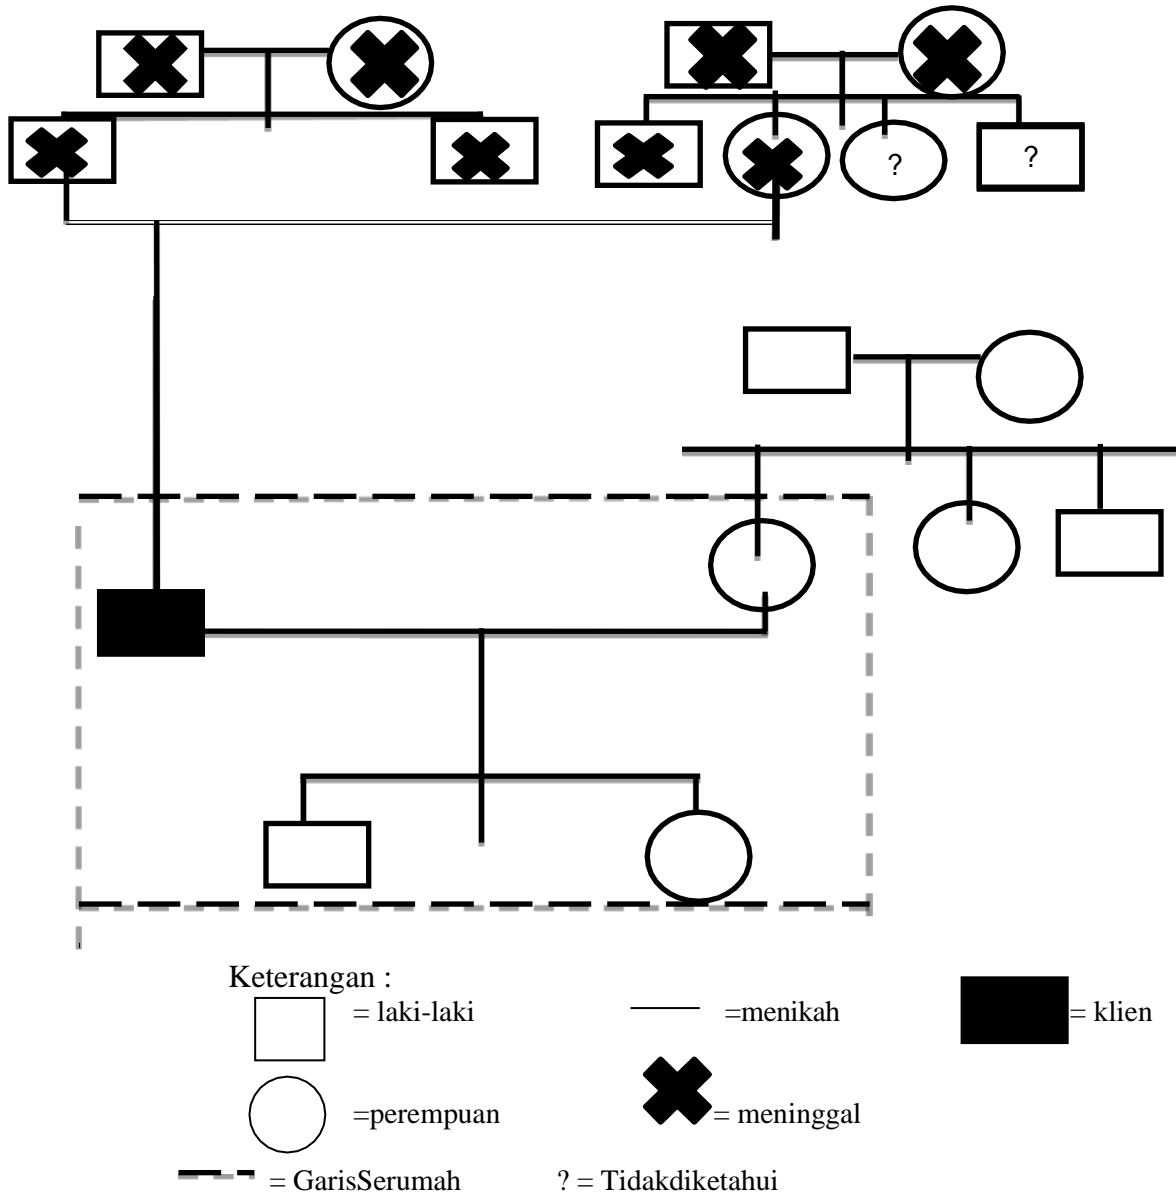 ? ?
Keterangan :
= laki-laki =menikah = klien
=perempuan = meninggal
= GarisSerumah ? = Tidakdiketahui